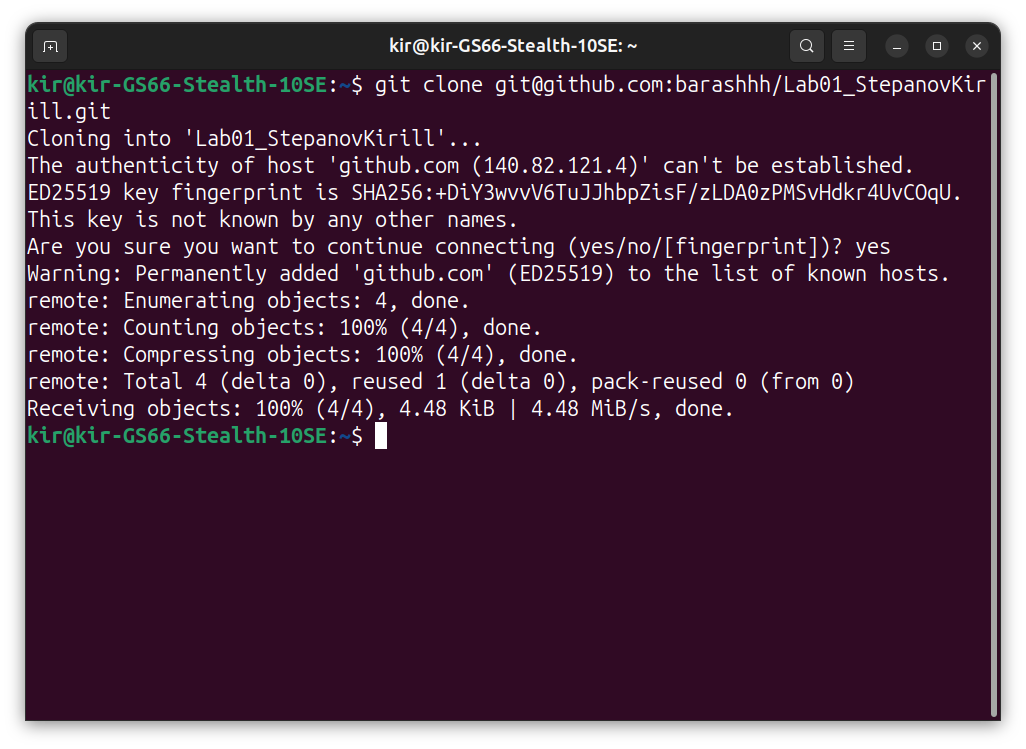 kir@kir-GS66-Stealth-10SE: ~
kir@kir-GS66-Stealth-10SE:~$ git clone git@github.com:barashhh/Lab01_StepanovKir
ill.git
Cloning into 'Lab01_StepanovKirill'...
The authenticity of host 'github.com (140.82.121.4)' can't be established.
ED25519 key fingerprint is SHA256:+DiY3wvvV6TuJJhbpZisF/zLDA0zPMSvHdkr4UvCOqU.
This key is not known by any other names.
Are you sure you want to continue connecting (yes/no/[fingerprint])? yes
Warning: Permanently added 'github.com' (ED25519) to the list of known hosts.
remote: Enumerating objects: 4, done.
remote: Counting objects: 100% (4/4), done.
remote: Compressing objects: 100% (4/4), done.
remote: Total 4 (delta 0), reused 1 (delta 0), pack-reused 0 (from 0)
Receiving objects: 100% (4/4), 4.48 KiB | 4.48 MiB/s, done.
kir@kir-GS66-Stealth-10SE:~$